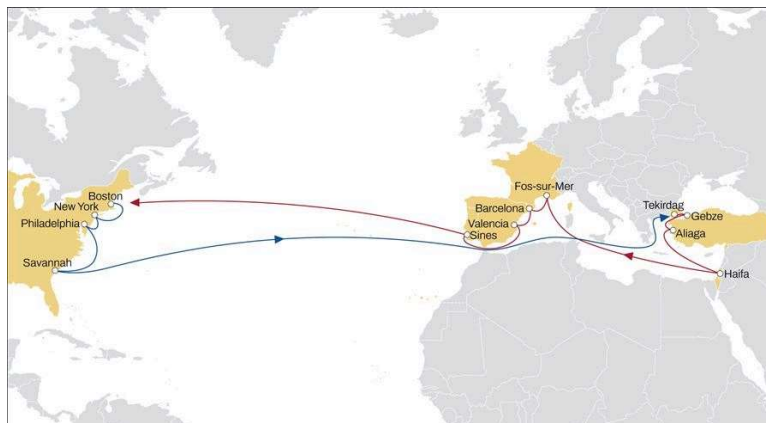 Boston
New York
Philadelphia
Savannah
Fos-sur-Mer
Barcelona
Valencia
Sines
Tekirdag
Gebze
Aliaga
Haifa